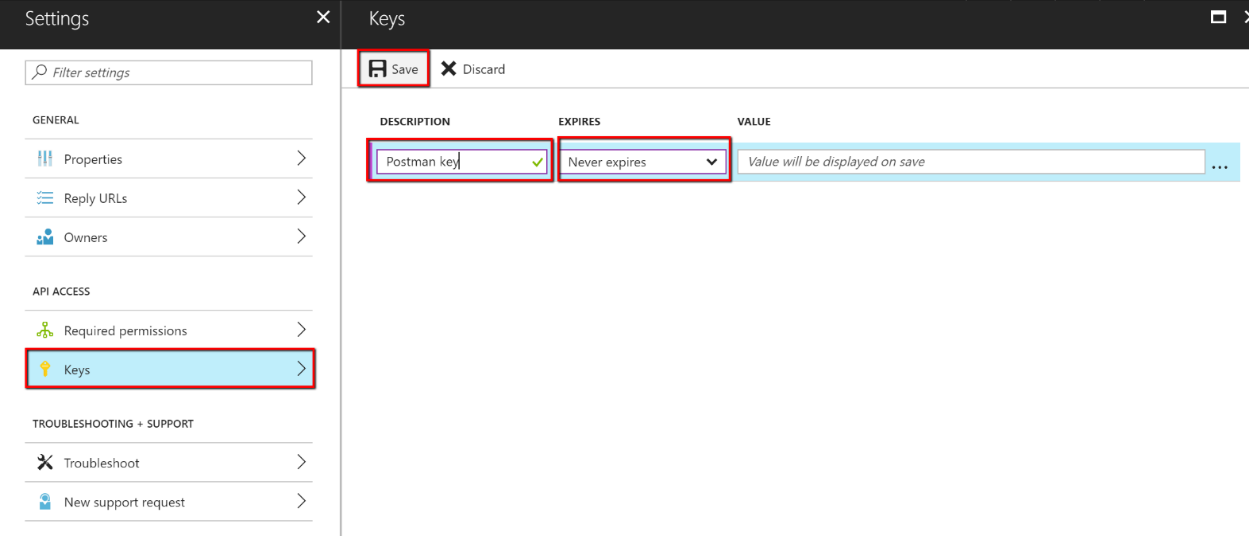 Settings
Filter settings
GENERAL
Properties
Reply URLs
Owners
API ACCESS
Required permissions
Keys
TROUBLESHOOTING + SUPPORT
Troubleshoot
New support request
Keys
Save Discard
DESCRIPTION EXPIRES VALUE
Postman key Never expires Value will be displayed on save ...